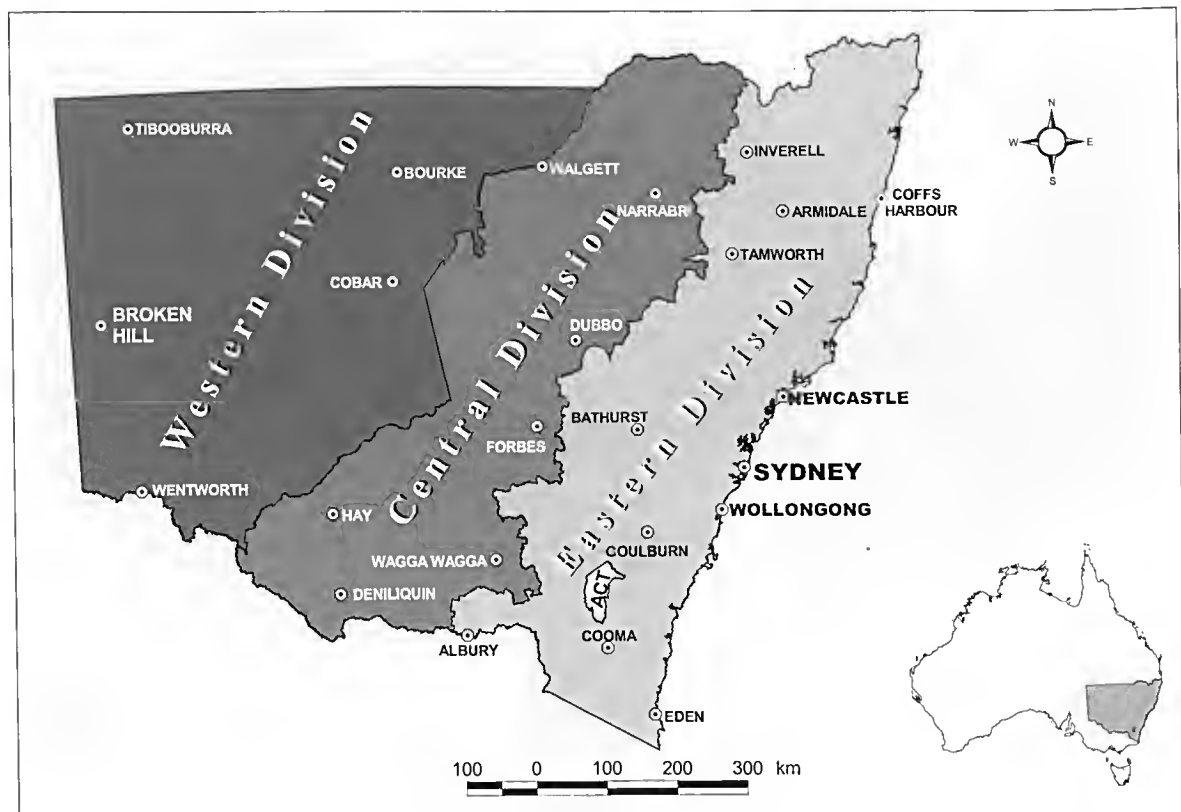 N
W E
S
TIBOOBURRA
BOURKE
WALGETT
INVERELL
NARRABR
ARMIDALE
COFFS
HARBOUR
TAMWORTH
COBAR
BROKEN
HILL
DUBBO
Western Division
Central Division
Eastern Division
NEWCASTLE
BATHURST
FORBES
SYDNEY
WENTWORTH
HAY
WOLLONGONG
COULBURN
WAGGA WAGGA
DENILIQUIN
ACT
COOMA
ALBURY
EDEN
100 0 100 200 300 km